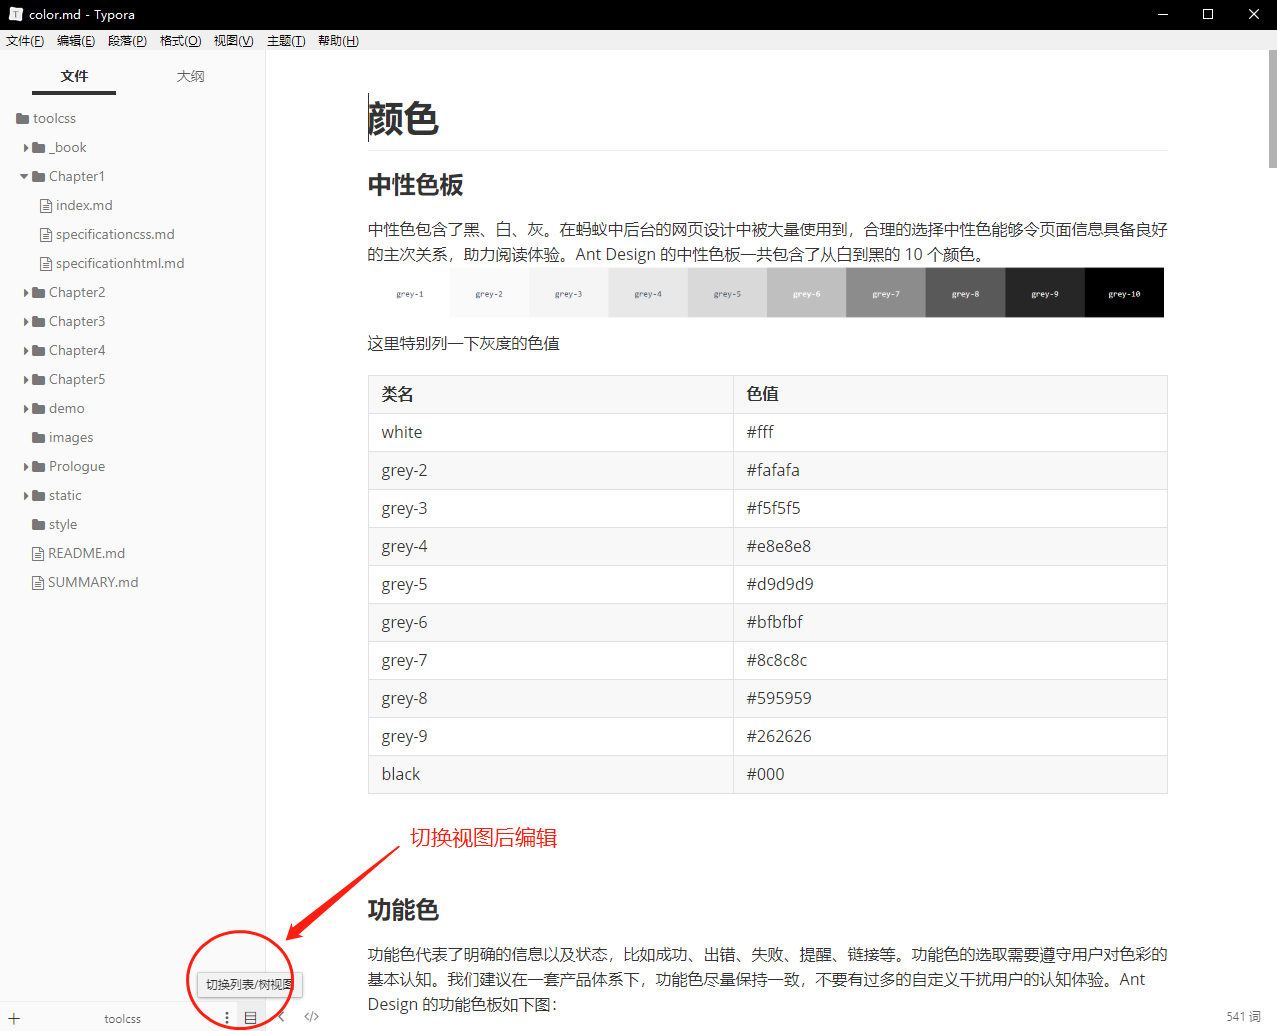 color.md - Typora
文件(F) 编辑(E) 段落(P) 格式(O) 视图(V) 主题(T) 帮助(H)
文件 大纲
toolcss
_book
Chapter1
index.md
specificationcss.md
specificationhtml.md
Chapter2
Chapter3
Chapter4
Chapter5
demo
images
Prologue
static
style
README.md
SUMMARY.md
切换列表/树视图
toolcss
颜色
中性色板
中性色包含了黑、白、灰。在蚂蚁中后台的网页设计中被大量使用到，合理的选择中性色能够令页面信息具备良好
的主次关系，助力阅读体验。Ant Design 的中性色板一共包含了从白到黑的 10 个颜色。
grey-1 grey-2 grey-3 grey-4 grey-5 grey-6 grey-7 grey-8 grey-9 grey-10
这里特别列一下灰度的色值
类名 色值
white #fff
grey-2 #fafafa
grey-3 #f5f5f5
grey-4 #e8e8e8
grey-5 #d9d9d9
grey-6 #bfbfbf
grey-7 #8c8c8c
grey-8 #595959
grey-9 #262626
black #000
切换视图后编辑
功能色
功能色代表了明确的信息以及状态，比如成功、出错、失败、提醒、链接等。功能色的选取需要遵守用户对色彩的
基本认知。我们建议在一套产品体系下，功能色尽量保持一致，不要有过多的自定义干扰用户的认知体验。Ant
Design 的功能色板如下图：
541 词